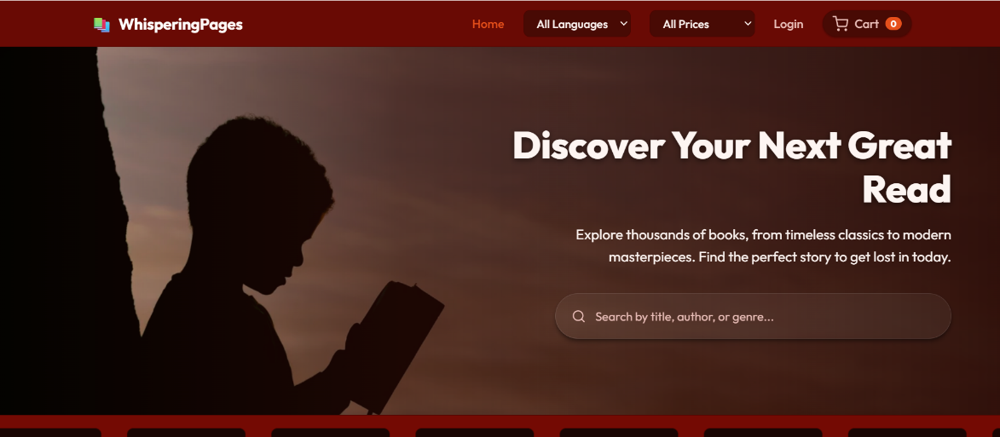 WhisperingPages
Home
All Languages
All Prices
Login
Cart 0
Discover Your Next Great
Read
Explore thousands of books, from timeless classics to modern
masterpieces. Find the perfect story to get lost in today.
Search by title, author, or genre...